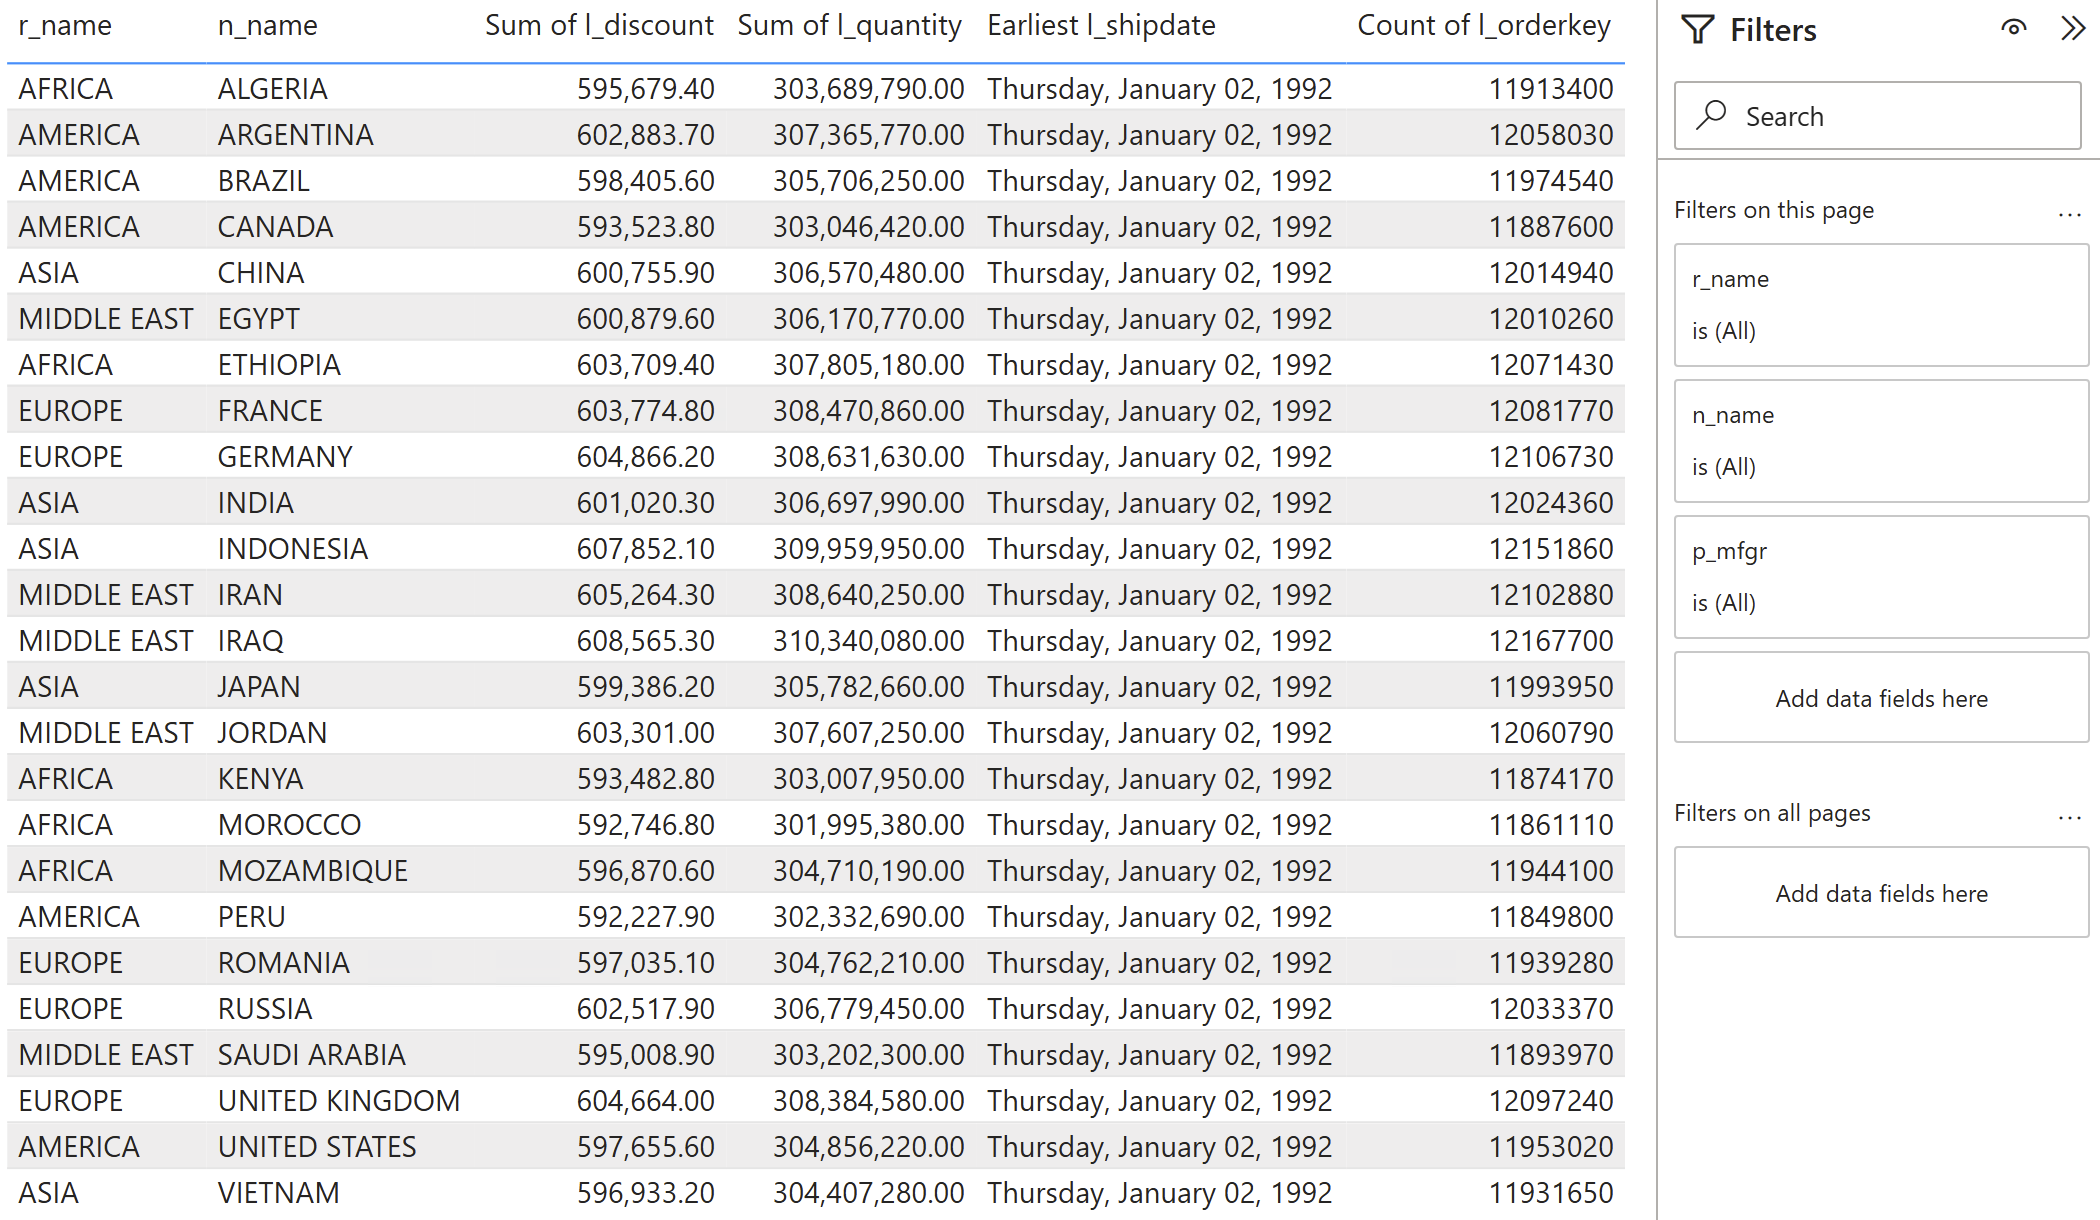 r_name n_name Sum of l_discount Sum of l_quantity Earliest l_shipdate Count of l_orderkey
AFRICA ALGERIA 595,679.40 303,689,790.00 Thursday, January 02, 1992 11913400
AMERICA ARGENTINA 602,883.70 307,365,770.00 Thursday, January 02, 1992 12058030
AMERICA BRAZIL 598,405.60 305,706,250.00 Thursday, January 02, 1992 11974540
AMERICA CANADA 593,523.80 303,046,420.00 Thursday, January 02, 1992 11887600
ASIA CHINA 600,755.90 306,570,480.00 Thursday, January 02, 1992 12014940
MIDDLE EAST EGYPT 600,879.60 306,170,770.00 Thursday, January 02, 1992 12010260
AFRICA ETHIOPIA 603,709.40 307,805,180.00 Thursday, January 02, 1992 12071430
EUROPE FRANCE 603,774.80 308,470,860.00 Thursday, January 02, 1992 12081770
EUROPE GERMANY 604,866.20 308,631,630.00 Thursday, January 02, 1992 12106730
ASIA INDIA 601,020.30 306,697,990.00 Thursday, January 02, 1992 12024360
ASIA INDONESIA 607,852.10 309,959,950.00 Thursday, January 02, 1992 12151860
MIDDLE EAST IRAN 605,264.30 308,640,250.00 Thursday, January 02, 1992 12102880
MIDDLE EAST IRAQ 608,565.30 310,340,080.00 Thursday, January 02, 1992 12167700
ASIA JAPAN 599,386.20 305,782,660.00 Thursday, January 02, 1992 11993950
MIDDLE EAST JORDAN 603,301.00 307,607,250.00 Thursday, January 02, 1992 12060790
AFRICA KENYA 593,482.80 303,007,950.00 Thursday, January 02, 1992 11874170
AFRICA MOROCCO 592,746.80 301,995,380.00 Thursday, January 02, 1992 11861110
AFRICA MOZAMBIQUE 596,870.60 304,710,190.00 Thursday, January 02, 1992 11944100
AMERICA PERU 592,227.90 302,332,690.00 Thursday, January 02, 1992 11849800
EUROPE ROMANIA 597,035.10 304,762,210.00 Thursday, January 02, 1992 11939280
EUROPE RUSSIA 602,517.90 306,779,450.00 Thursday, January 02, 1992 12033370
MIDDLE EAST SAUDI ARABIA 595,008.90 303,202,300.00 Thursday, January 02, 1992 11893970
EUROPE UNITED KINGDOM 604,664.00 308,384,580.00 Thursday, January 02, 1992 12097240
AMERICA UNITED STATES 597,655.60 304,856,220.00 Thursday, January 02, 1992 11953020
ASIA VIETNAM 596,933.20 304,407,280.00 Thursday, January 02, 1992 11931650
Filters
Search
Filters on this page ...
r_name
is (All)
n_name
is (All)
p_mfgr
is (All)
Add data fields here
Filters on all pages ...
Add data fields here